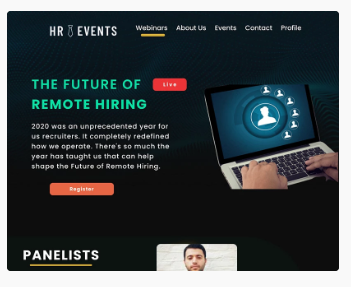 HR EVENTS
Webinars About Us Events Contact Profile
THE FUTURE OF Live
REMOTE HIRING
2020 was an unprecedented year for
us recruiters. It completely redefined
how we operate. There's so much the
year has taught us that can help
shape the Future of Remote Hiring.
Register
PANELISTS